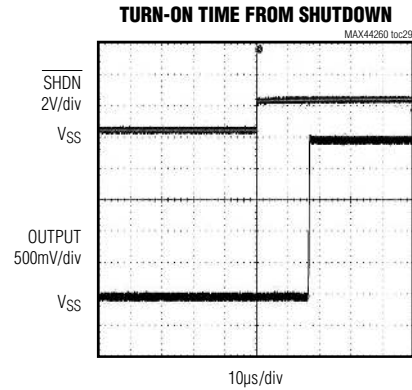 TURN-ON TIME FROM SHUTDOWN
MAX44260 toc29
SHDN
2V/div
VSS
OUTPUT
500mV/div
VSS
10µs/div